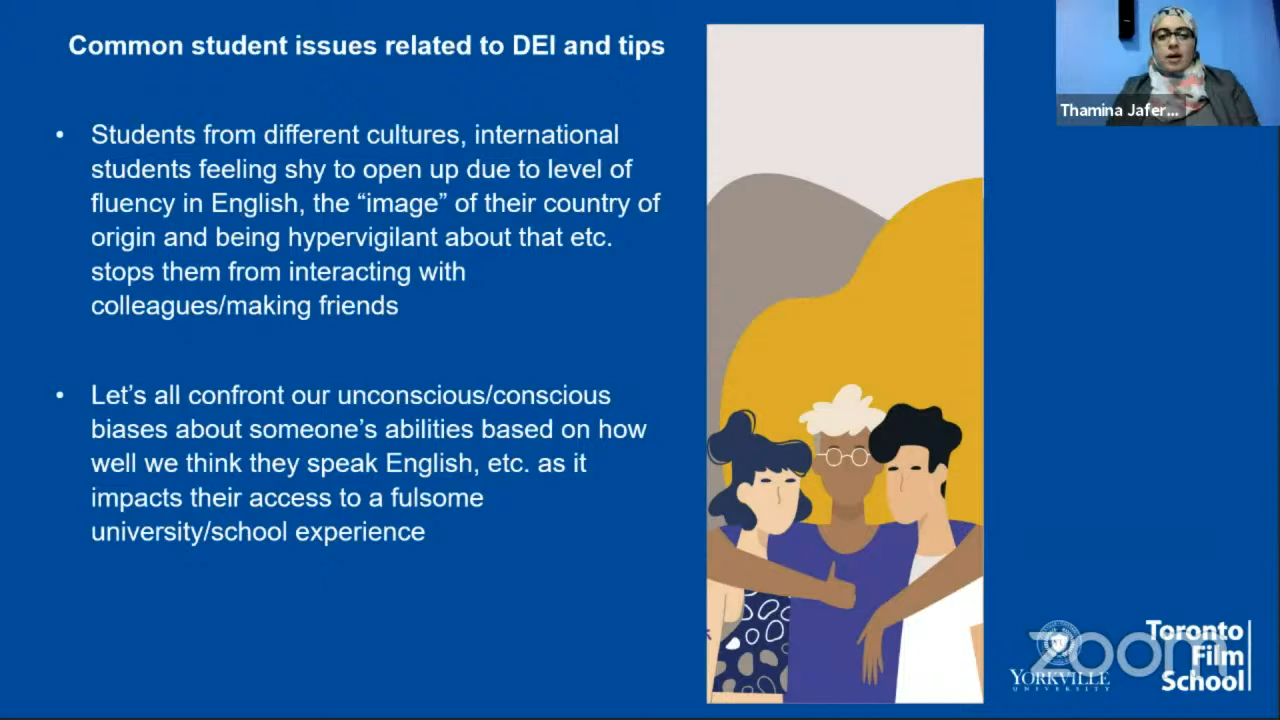 Common student issues related to DEI and tips
• Students from different cultures, international
students feeling shy to open up due to level of
fluency in English, the “image” of their country of
origin and being hypervigilant about that etc.
stops them from interacting with
colleagues/making friends
• Let’s all confront our unconscious/conscious
biases about someone’s abilities based on how
well we think they speak English, etc. as it
impacts their access to a fulsome
university/school experience
Thamina Jafer...
zoom
YORKVILLE
UNIVERSITY
Toronto
Film
School